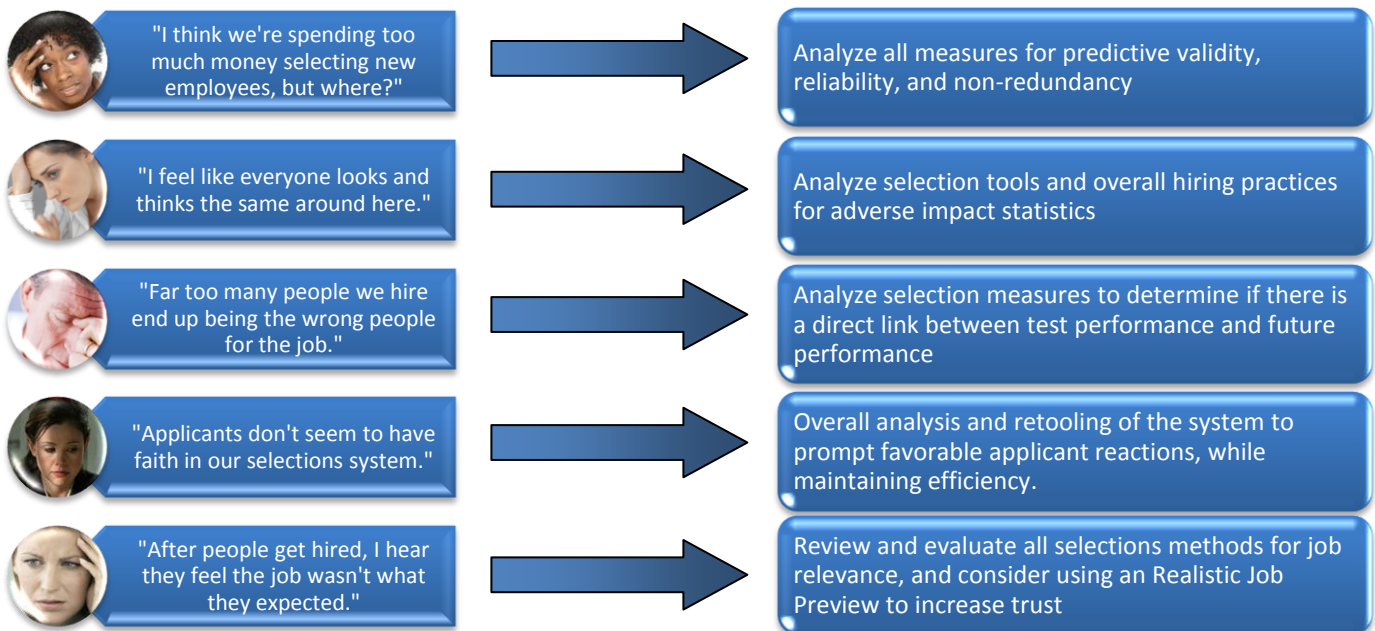 "I think we're spending too
much money selecting new
employees, but where?"
Analyze all measures for predictive validity,
reliability, and non-redundancy
"I feel like everyone looks and
thinks the same around here."
Analyze selection tools and overall hiring practices
for adverse impact statistics
"Far too many people we hire
end up being the wrong people
for the job."
Analyze selection measures to determine if there is
a direct link between test performance and future
performance
"Applicants don't seem to have
faith in our selections system."
Overall analysis and retooling of the system to
prompt favorable applicant reactions, while
maintaining efficiency.
"After people get hired, I hear
they feel the job wasn't what
they expected."
Review and evaluate all selections methods for job
relevance, and consider using an Realistic Job
Preview to increase trust